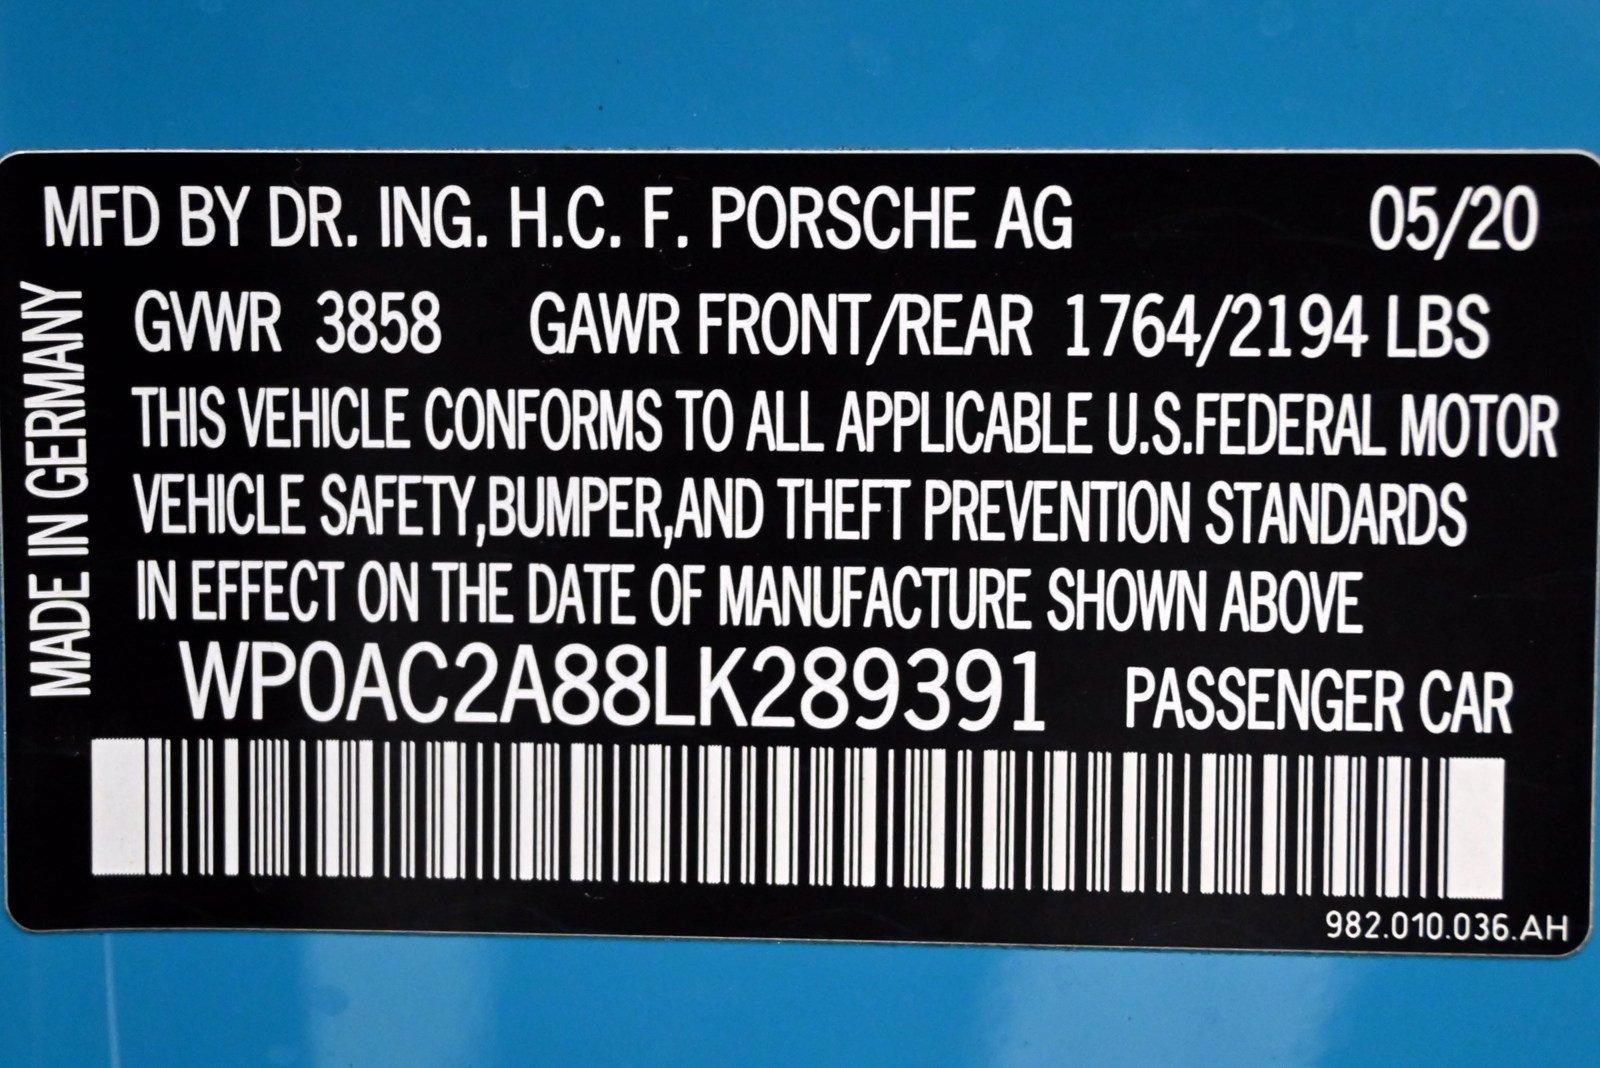 MFD BY DR. ING. H.C. F. PORSCHE AG 05/20
GVWR 3858 GAWR FRONT/REAR 1764/2194 LBS
THIS VEHICLE CONFORMS TO ALL APPLICABLE U.S.FEDERAL MOTOR
VEHICLE SAFETY,BUMPER,AND THEFT PREVENTION STANDARDS
IN EFFECT ON THE DATE OF MANUFACTURE SHOWN ABOVE
WP0AC2A88LK289391 PASSENGER CAR
982.010.036.AH
MADE IN GERMANY